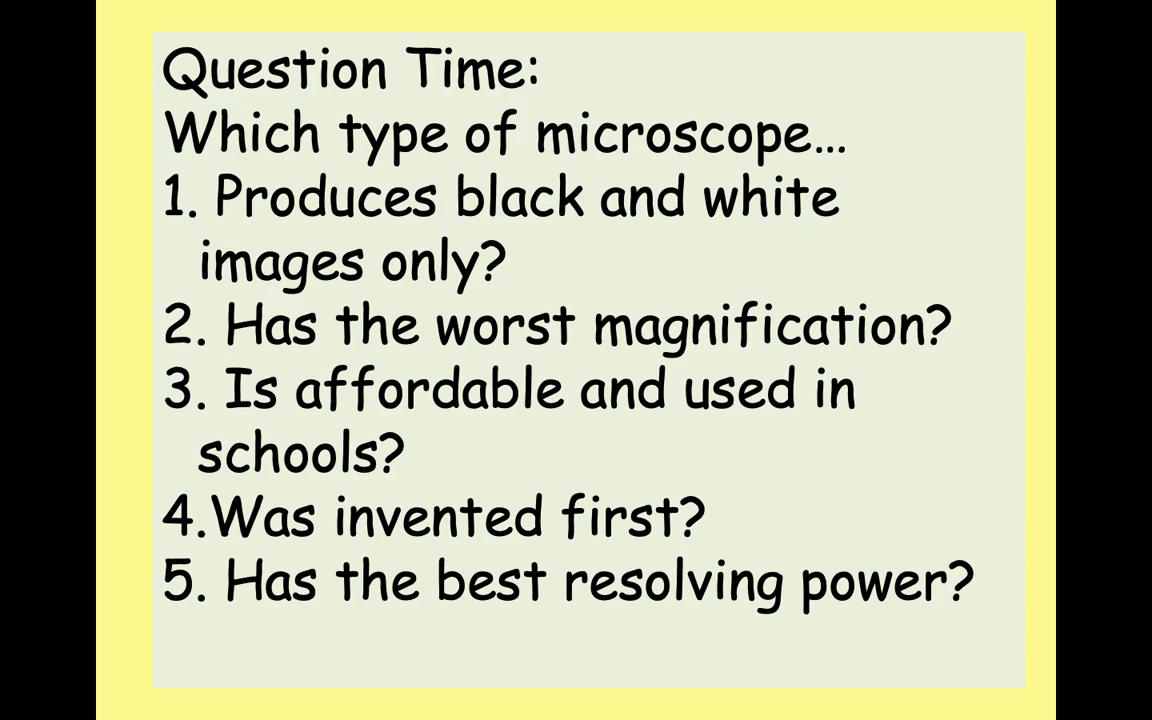 Question Time:
Which type of microscope...
1. Produces black and white
images only?
2. Has the worst magnification?
3. Is affordable and used in
schools?
4.Was invented first?
5. Has the best resolving power?